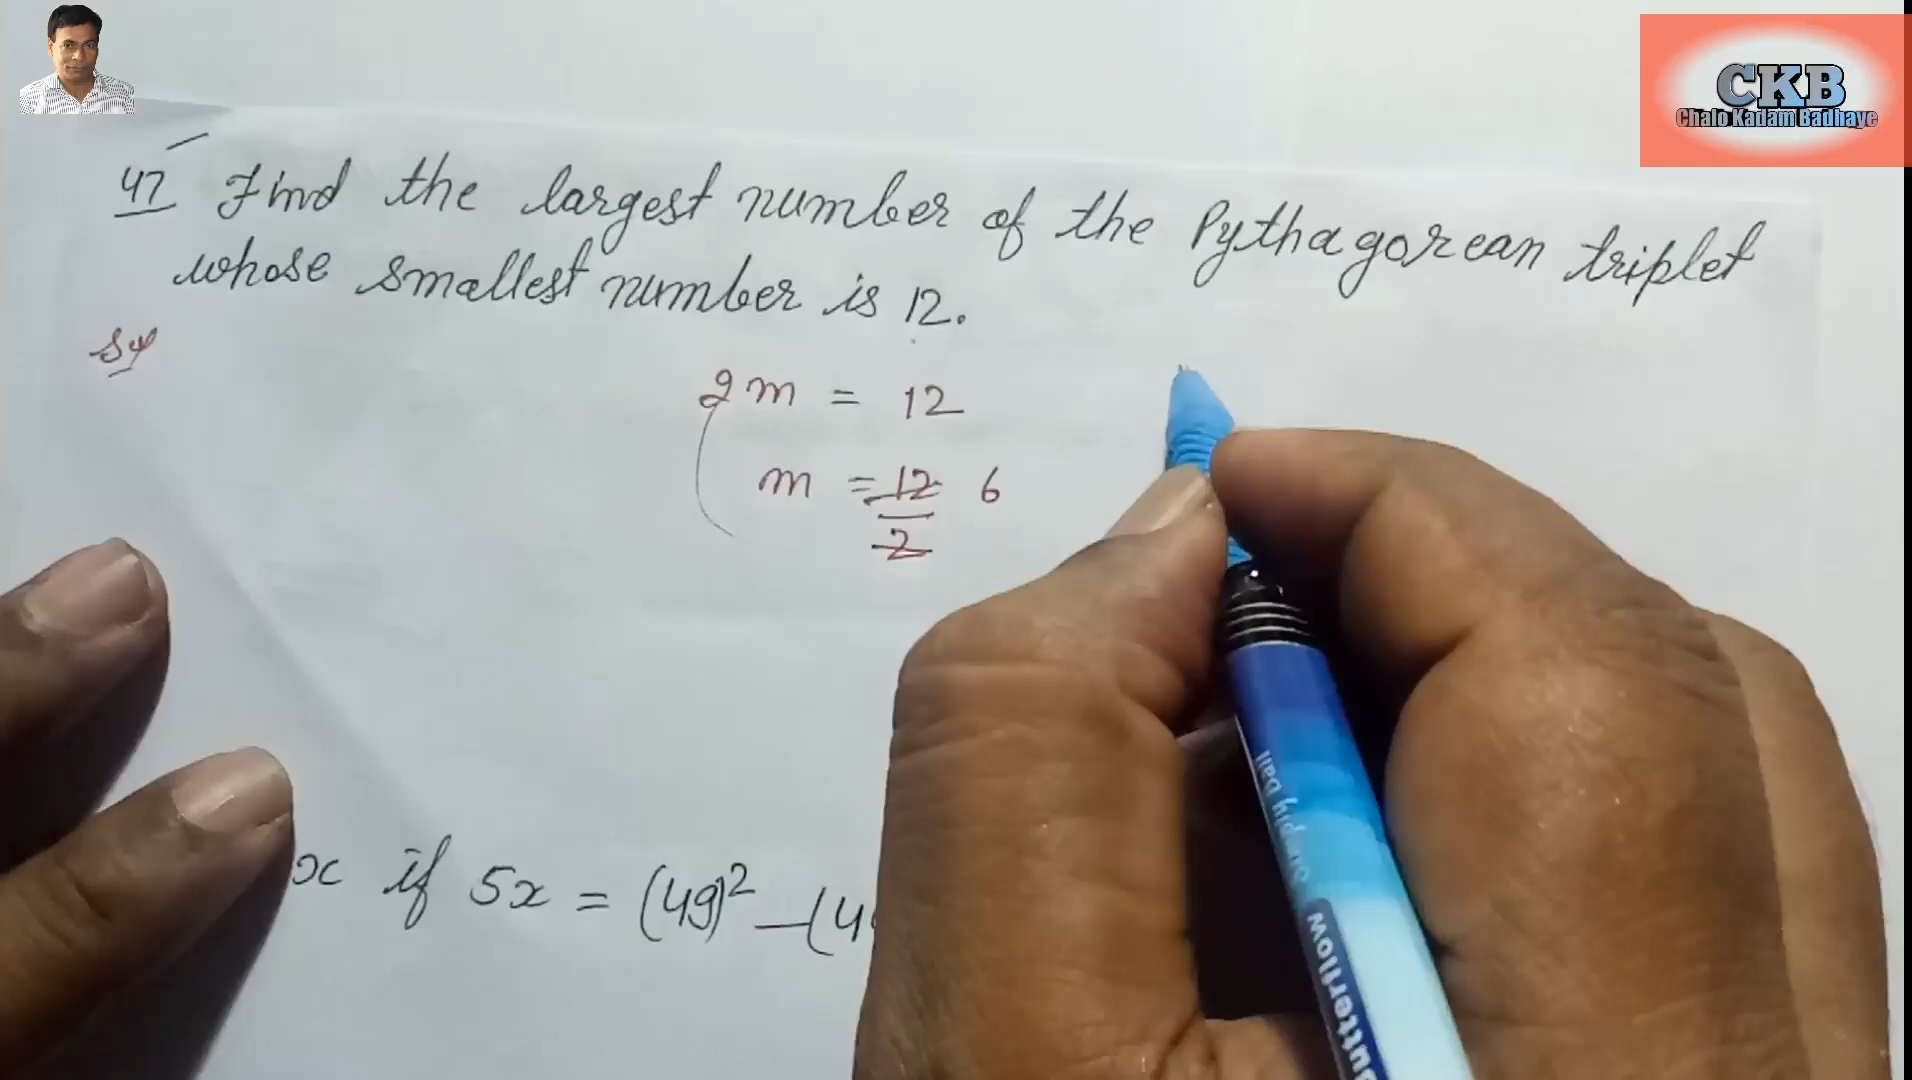 CKB
Chalo Kadam Badhaye
47 Find the largest number of the Pythagorean triplet
whose smallest number is 12.
2m = 12
m = 12 6
2
x if 5x = (49)² – (4
Butterflow